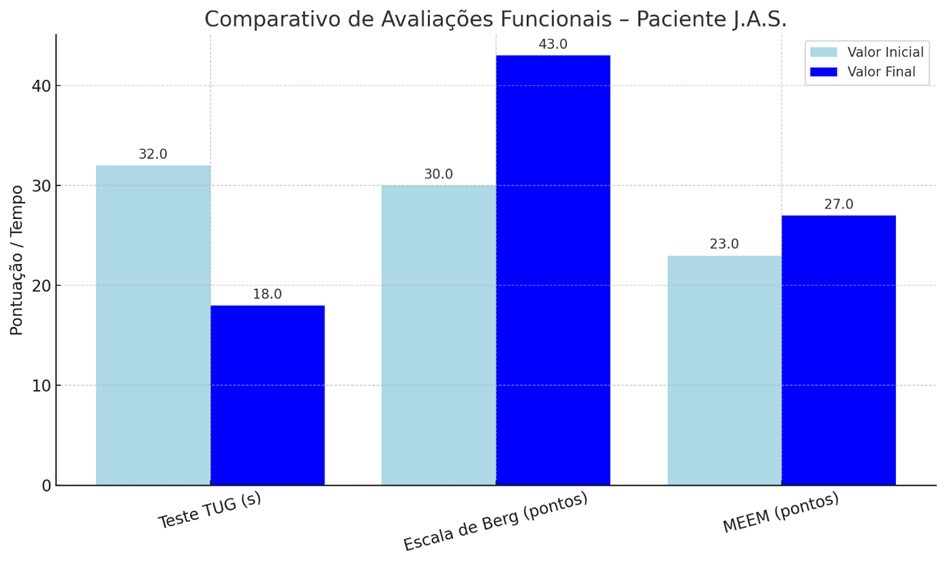 Comparativo de Avaliações Funcionais – Paciente J.A.S.
Valor Inicial
Valor Final
Pontuação / Tempo
40
30
20
10
0
32.0
18.0
30.0
43.0
23.0
27.0
Teste TUG (s)
Escala de Berg (pontos)
MEEM (pontos)